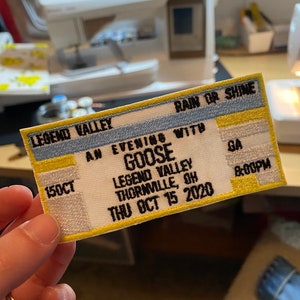 LEGEND VALLEY RAIN OR SHINE
AN EVENING WITH
GOOSE
LEGEND VALLEY
THORNVILLE, OH
THU OCT 15 2020
15OCT
GA
8:00PM